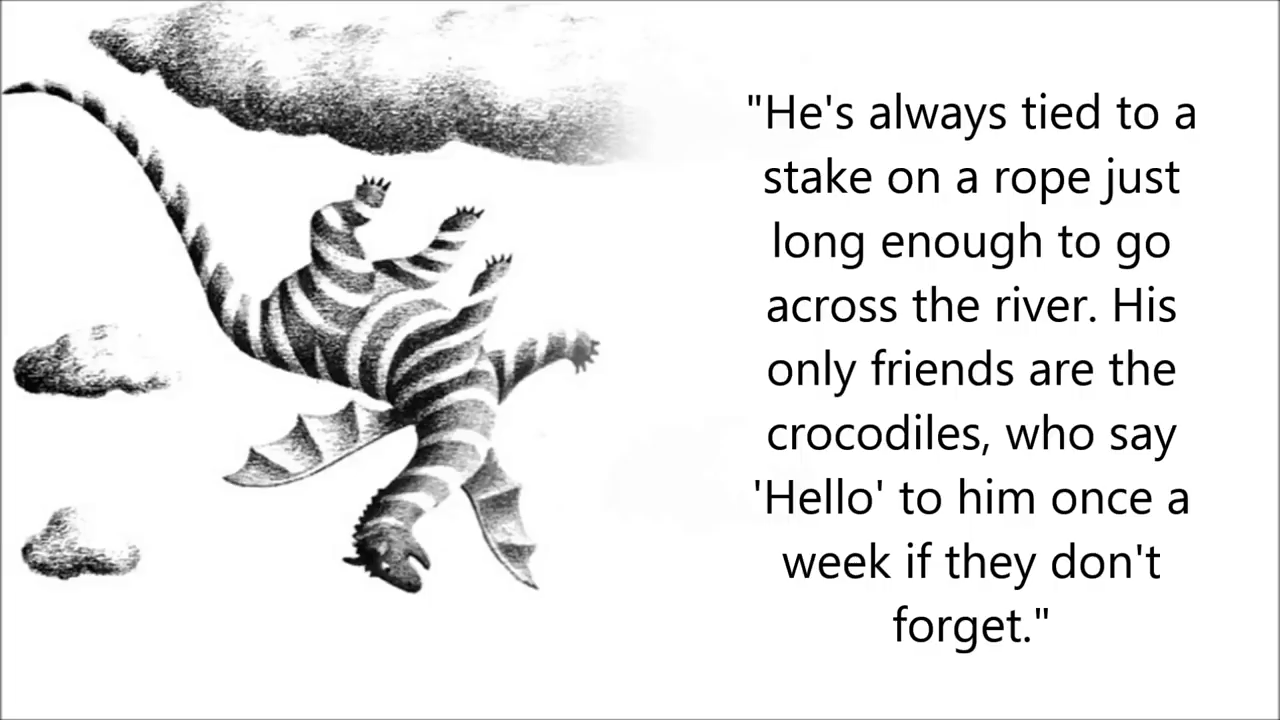 "He's always tied to a
stake on a rope just
long enough to go
across the river. His
only friends are the
crocodiles, who say
'Hello' to him once a
week if they don't
forget."